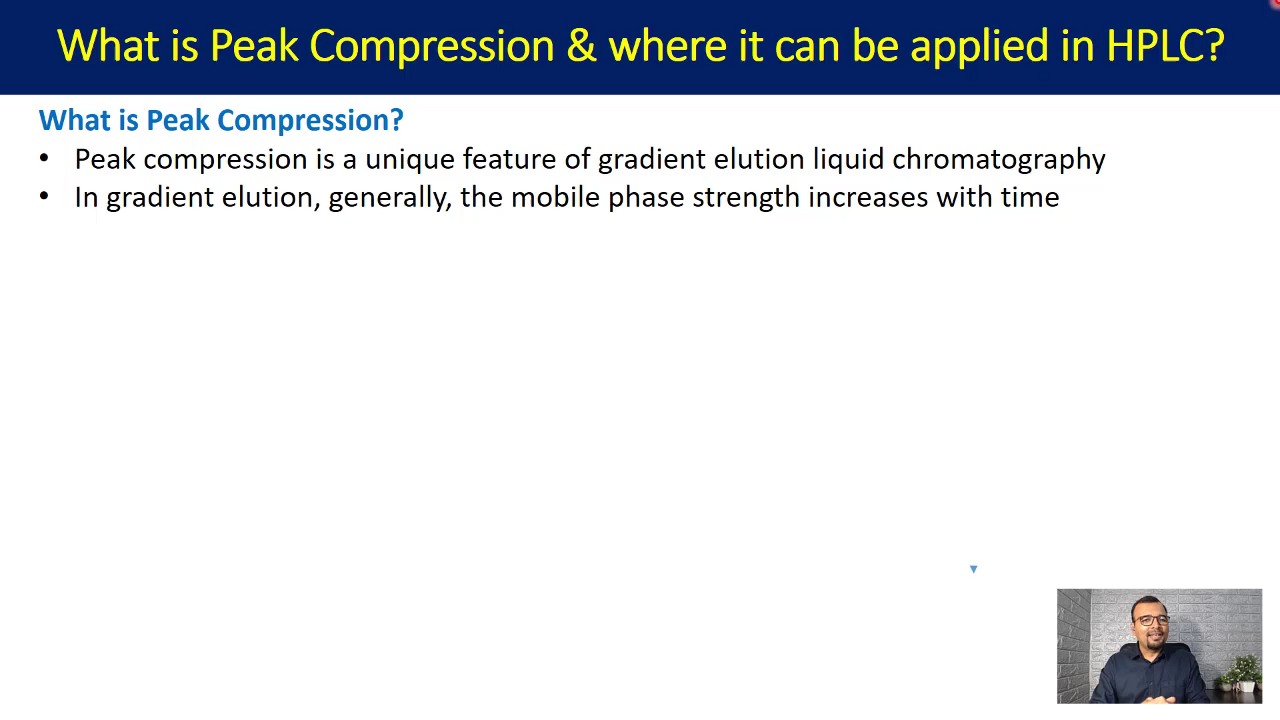 What is Peak Compression & where it can be applied in HPLC?
What is Peak Compression?
• Peak compression is a unique feature of gradient elution liquid chromatography
• In gradient elution, generally, the mobile phase strength increases with time